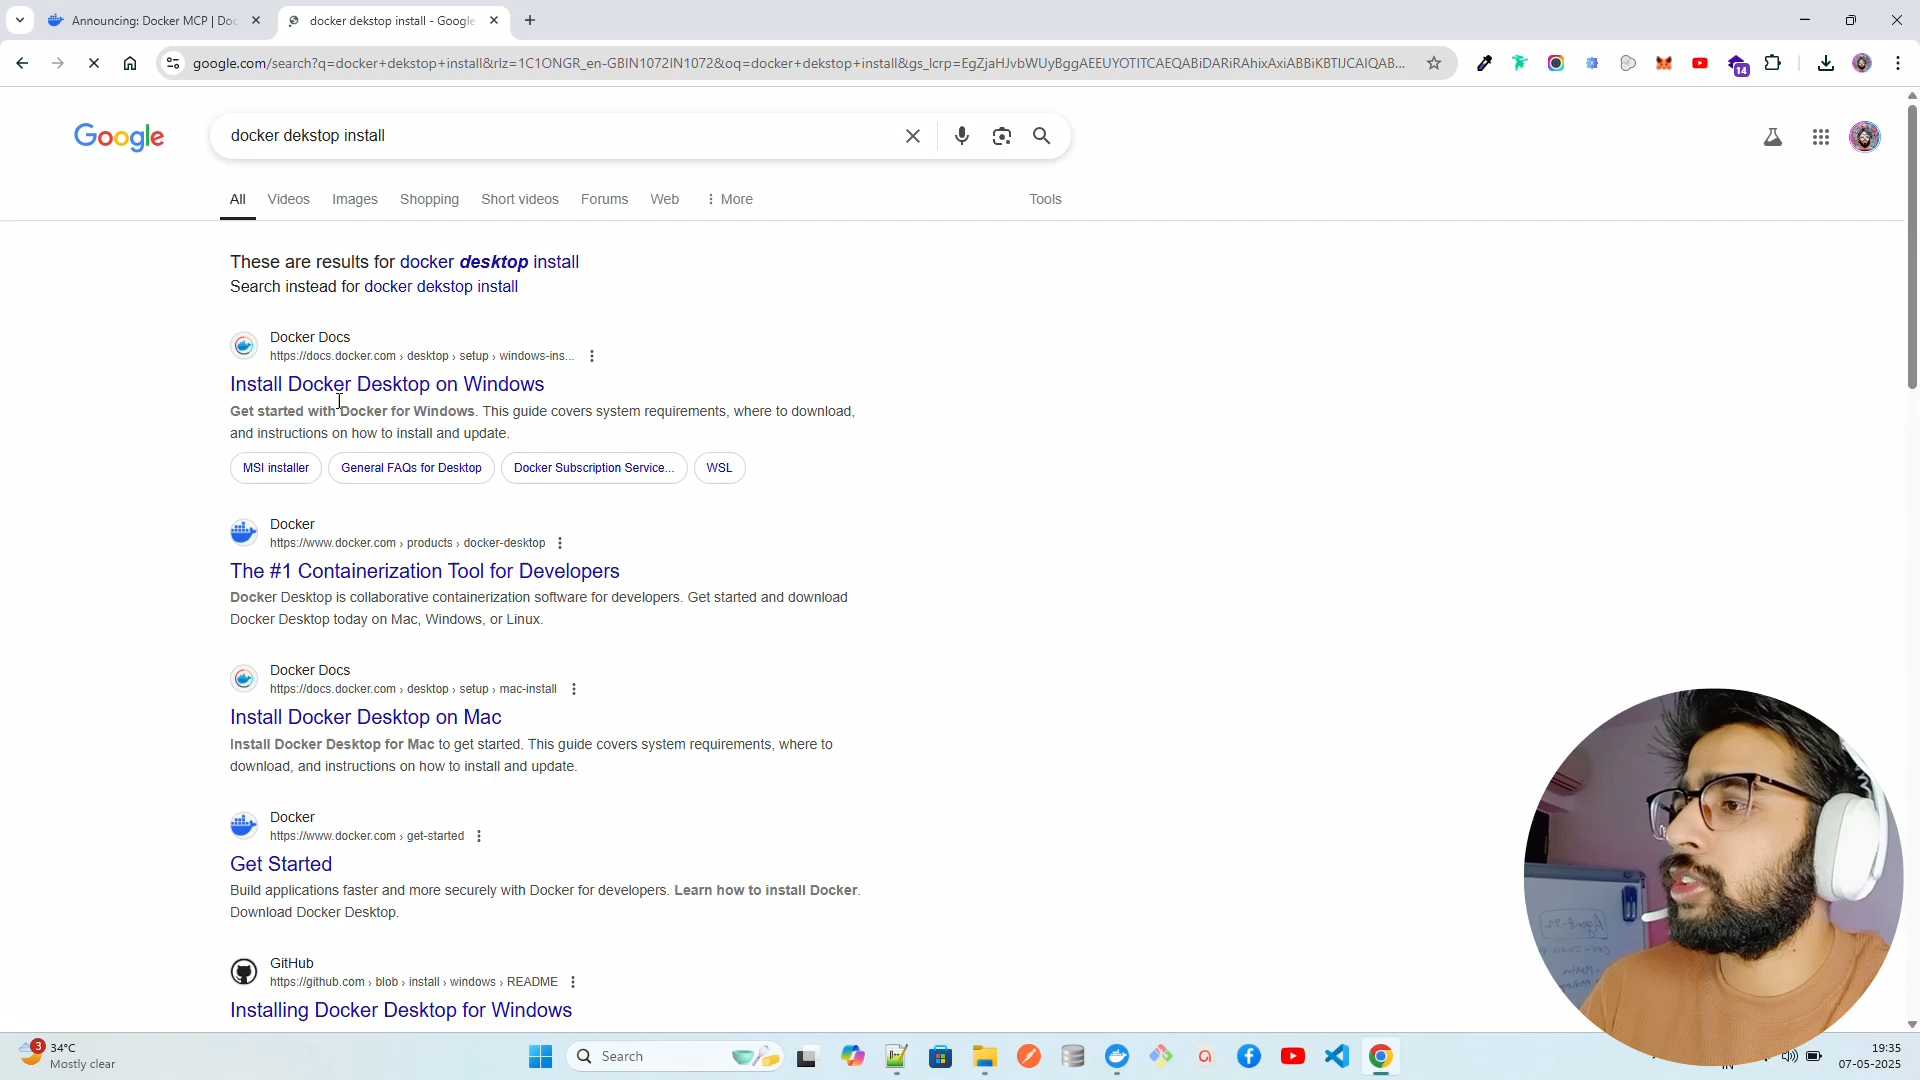 Announcing: Docker MCP | Doc
docker dekstop install - Google
google.com/search?q=docker+dekstop+install&rlz=1C1ONGR_en-GBIN1072IN1072&oq=docker+dekstop+install&gs_lcrp=EgZjaHJvbWUyBggAEEUYOTITCAEQABiDARiRAhixAxiABBiKBTIJCAIQAB...
14
Google
docker dekstop install
All Videos Images Shopping Short videos Forums Web More Tools
These are results for docker desktop install
Search instead for docker dekstop install
Docker Docs
https://docs.docker.com › desktop › setup › windows-ins...
Install Docker Desktop on Windows
Get started with Docker for Windows. This guide covers system requirements, where to download,
and instructions on how to install and update.
MSI installer General FAQs for Desktop Docker Subscription Service... WSL
Docker
https://www.docker.com › products › docker-desktop
The #1 Containerization Tool for Developers
Docker Desktop is collaborative containerization software for developers. Get started and download
Docker Desktop today on Mac, Windows, or Linux.
Docker Docs
https://docs.docker.com › desktop › setup › mac-install
Install Docker Desktop on Mac
Install Docker Desktop for Mac to get started. This guide covers system requirements, where to
download, and instructions on how to install and update.
Docker
https://www.docker.com › get-started
Get Started
Build applications faster and more securely with Docker for developers. Learn how to install Docker.
Download Docker Desktop.
GitHub
https://github.com › blob › install › windows › README
Installing Docker Desktop for Windows
3
34°C
Mostly clear
Search
IN
19:35
07-05-2025